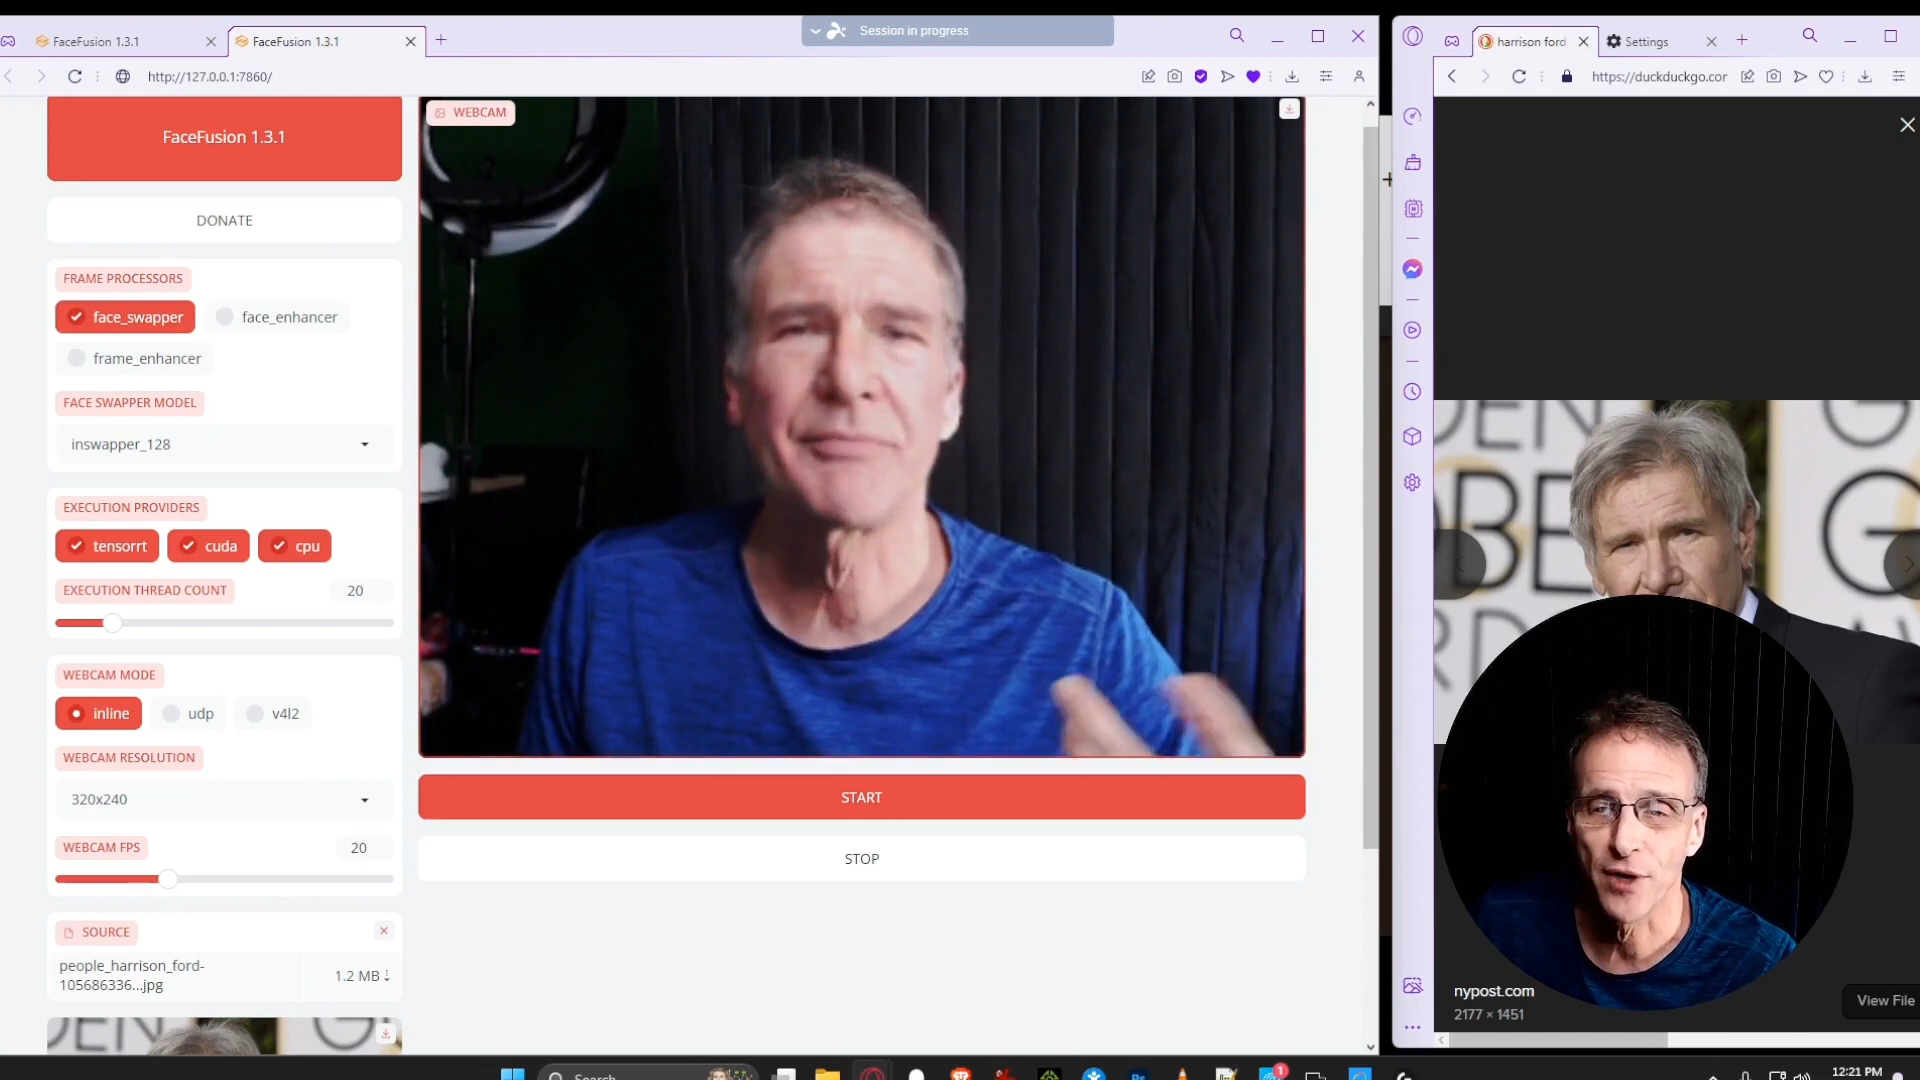 Session in progress
FaceFusion 1.3.1
FaceFusion 1.3.1
http://127.0.0.1:7860/
FaceFusion 1.3.1
DONATE
FRAME PROCESSORS
face_swapper
face_enhancer
frame_enhancer
FACE SWAPPER MODEL
inswapper_128
EXECUTION PROVIDERS
tensorrt
cuda
cpu
EXECUTION THREAD COUNT
20
WEBCAM MODE
inline
udp
v4l2
WEBCAM RESOLUTION
320x240
WEBCAM FPS
20
SOURCE
people_harrison_ford-
105686336...jpg
1.2 MB
WEBCAM
START
STOP
harrison ford
Settings
https://duckduckgo.cor
nypost.com
2177 × 1451
View File
Search
1
12:21 PM